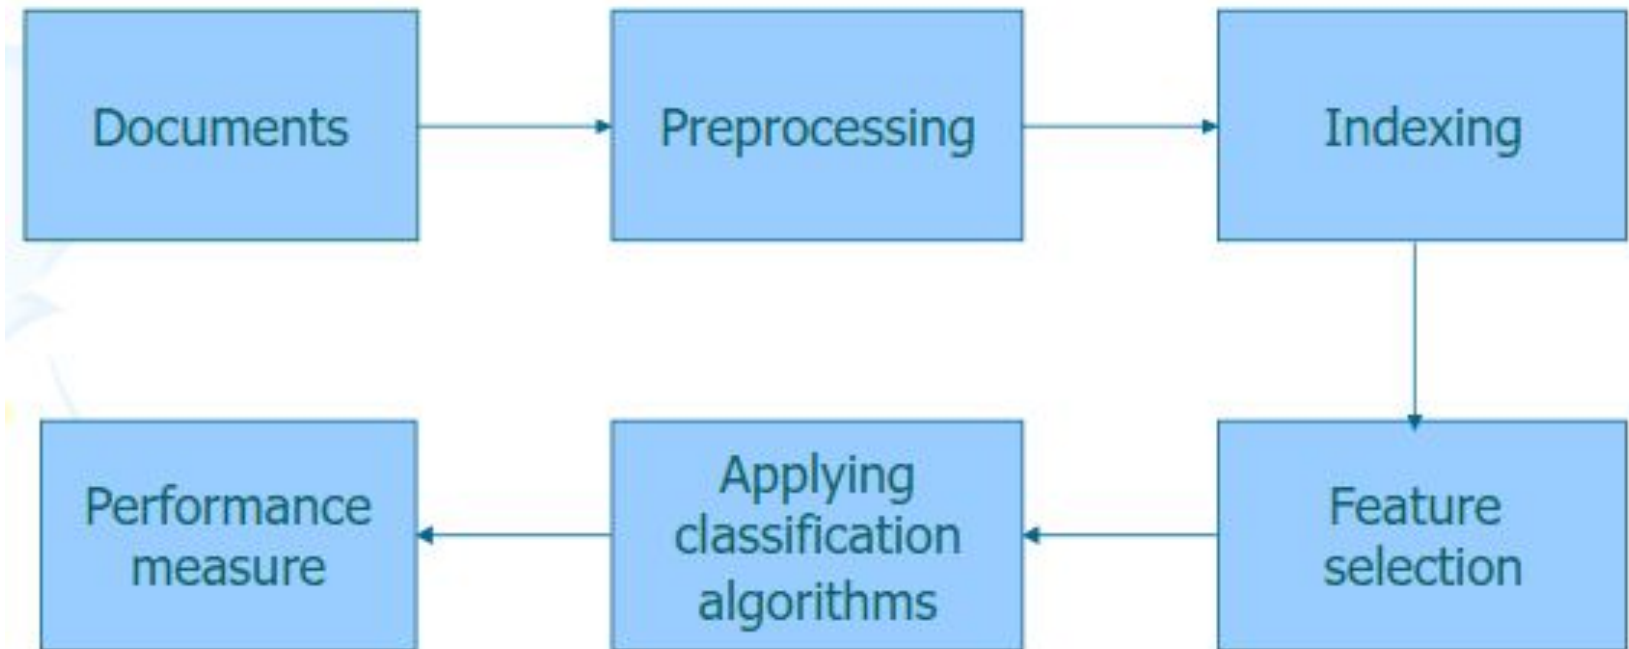 Documents
Preprocessing
Indexing
Feature
selection
Applying
classification
algorithms
Performance
measure